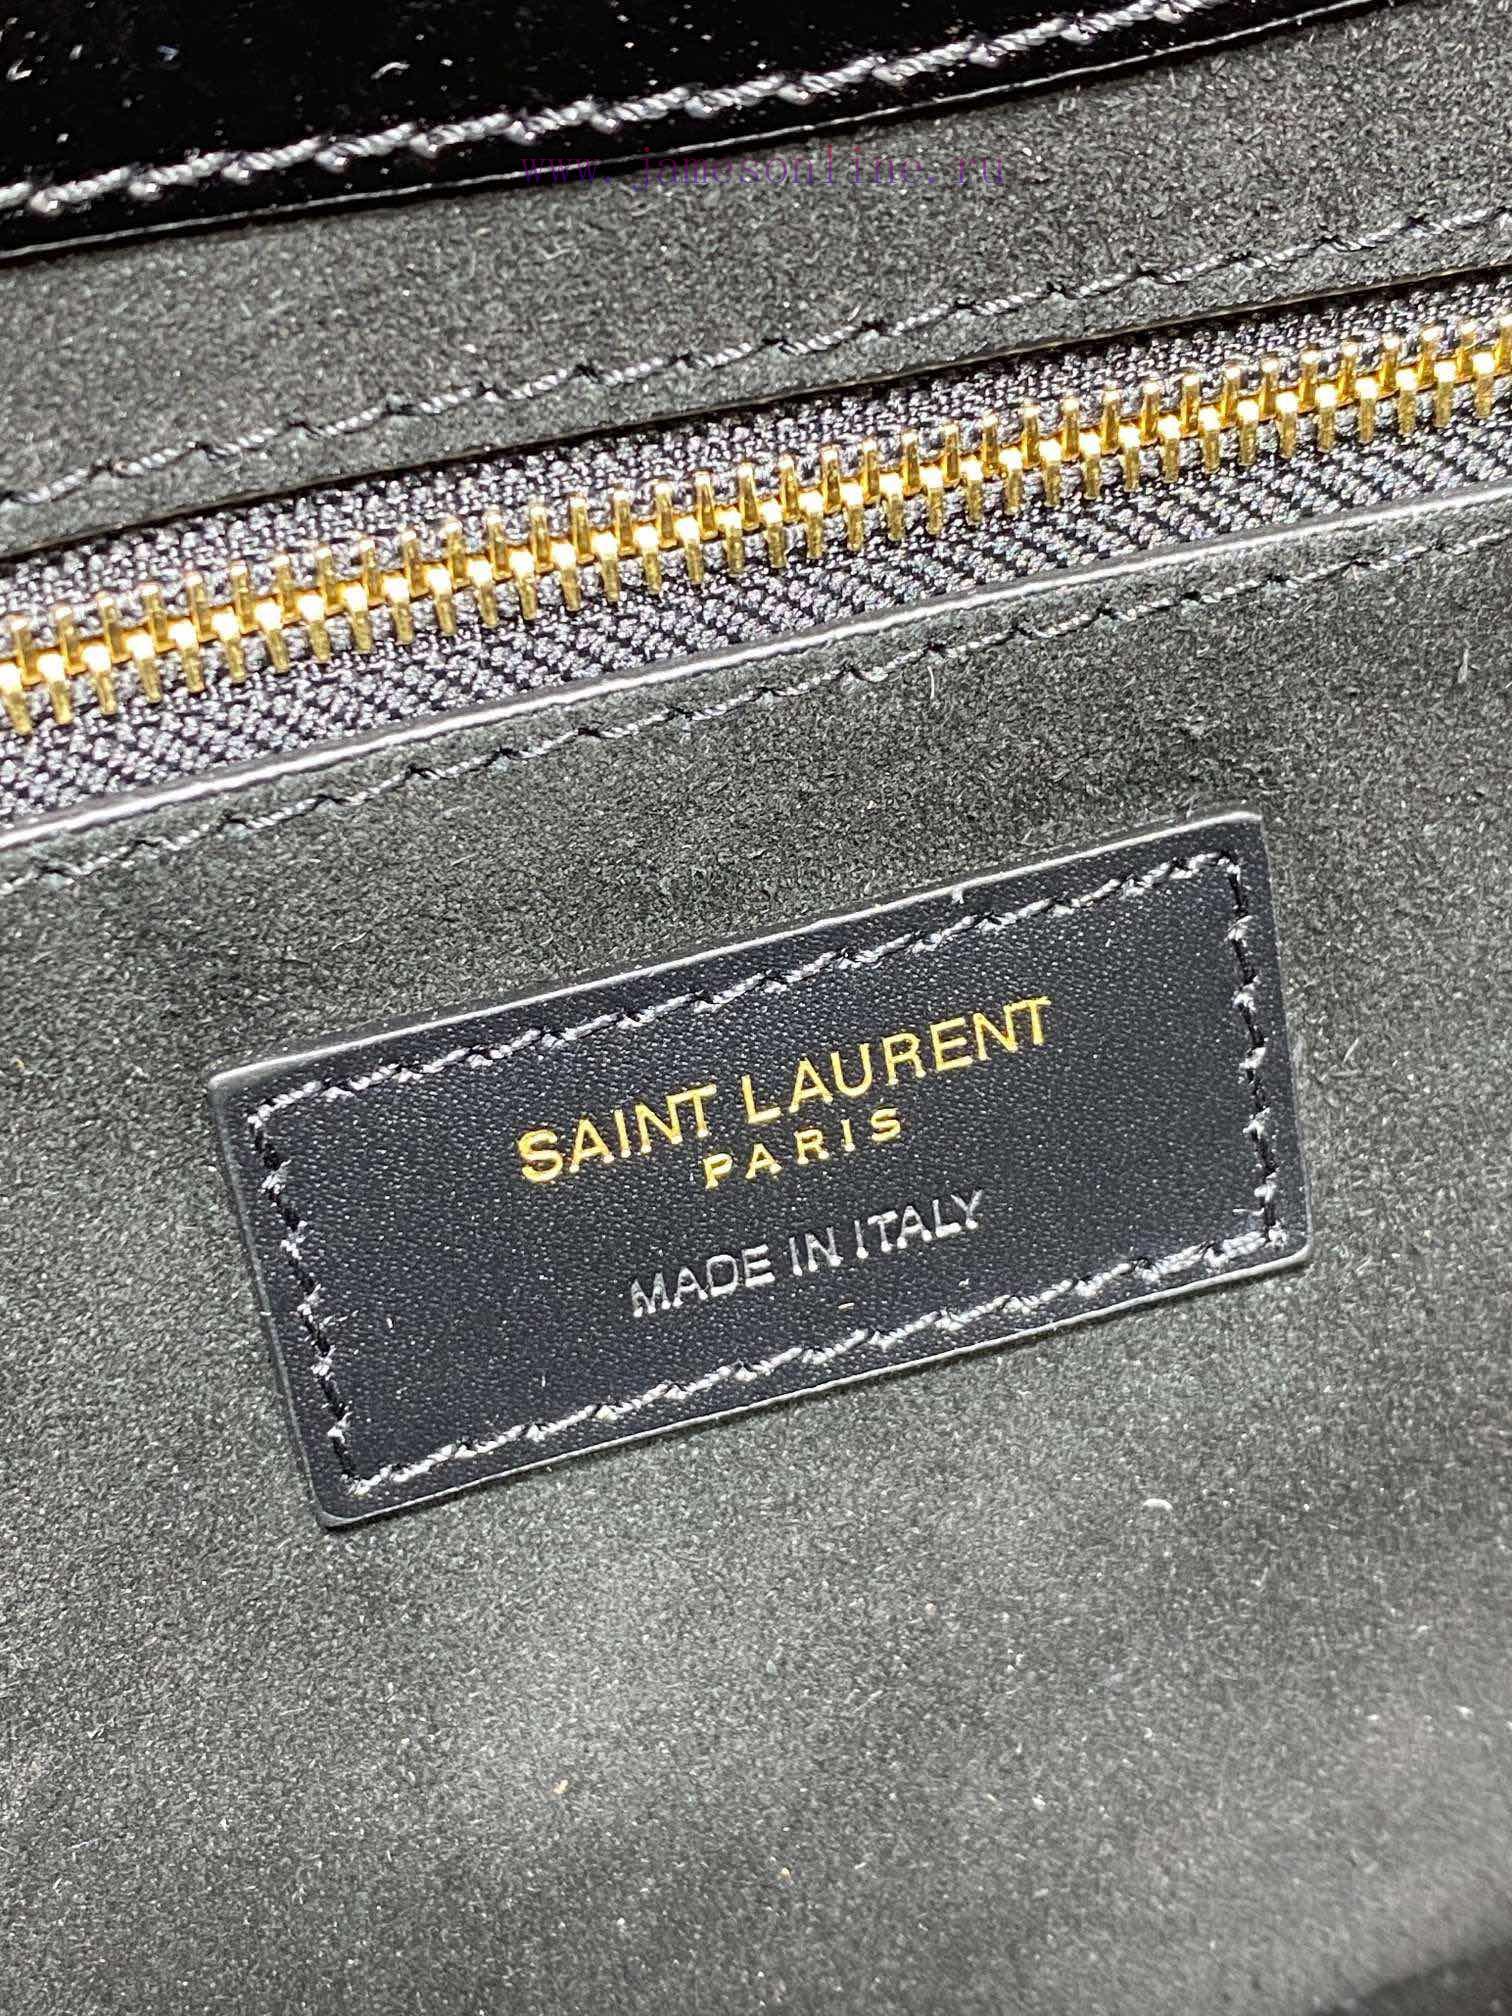 www.jamesonline.ru
SAINT LAURENT
PARIS
MADE IN ITALY